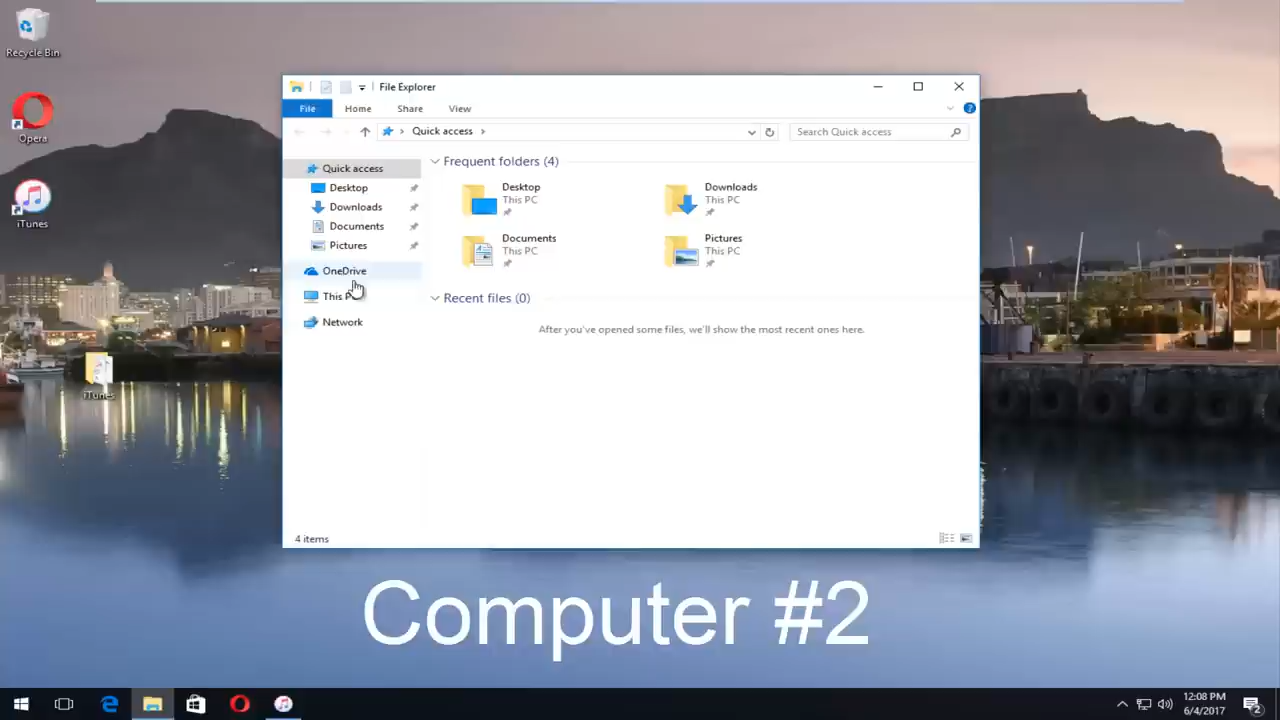 Recycle Bin
Opera
iTunes
iTunes
File Explorer
File Home Share View
Quick access
Search Quick access
Quick access
Desktop
Downloads
Documents
Pictures
OneDrive
This P
Network
Frequent folders (4)
Desktop
This PC
Downloads
This PC
Documents
This PC
Pictures
This PC
Recent files (0)
After you've opened some files, we'll show the most recent ones here.
4 items
Computer #2
12:08 PM
6/4/2017
2